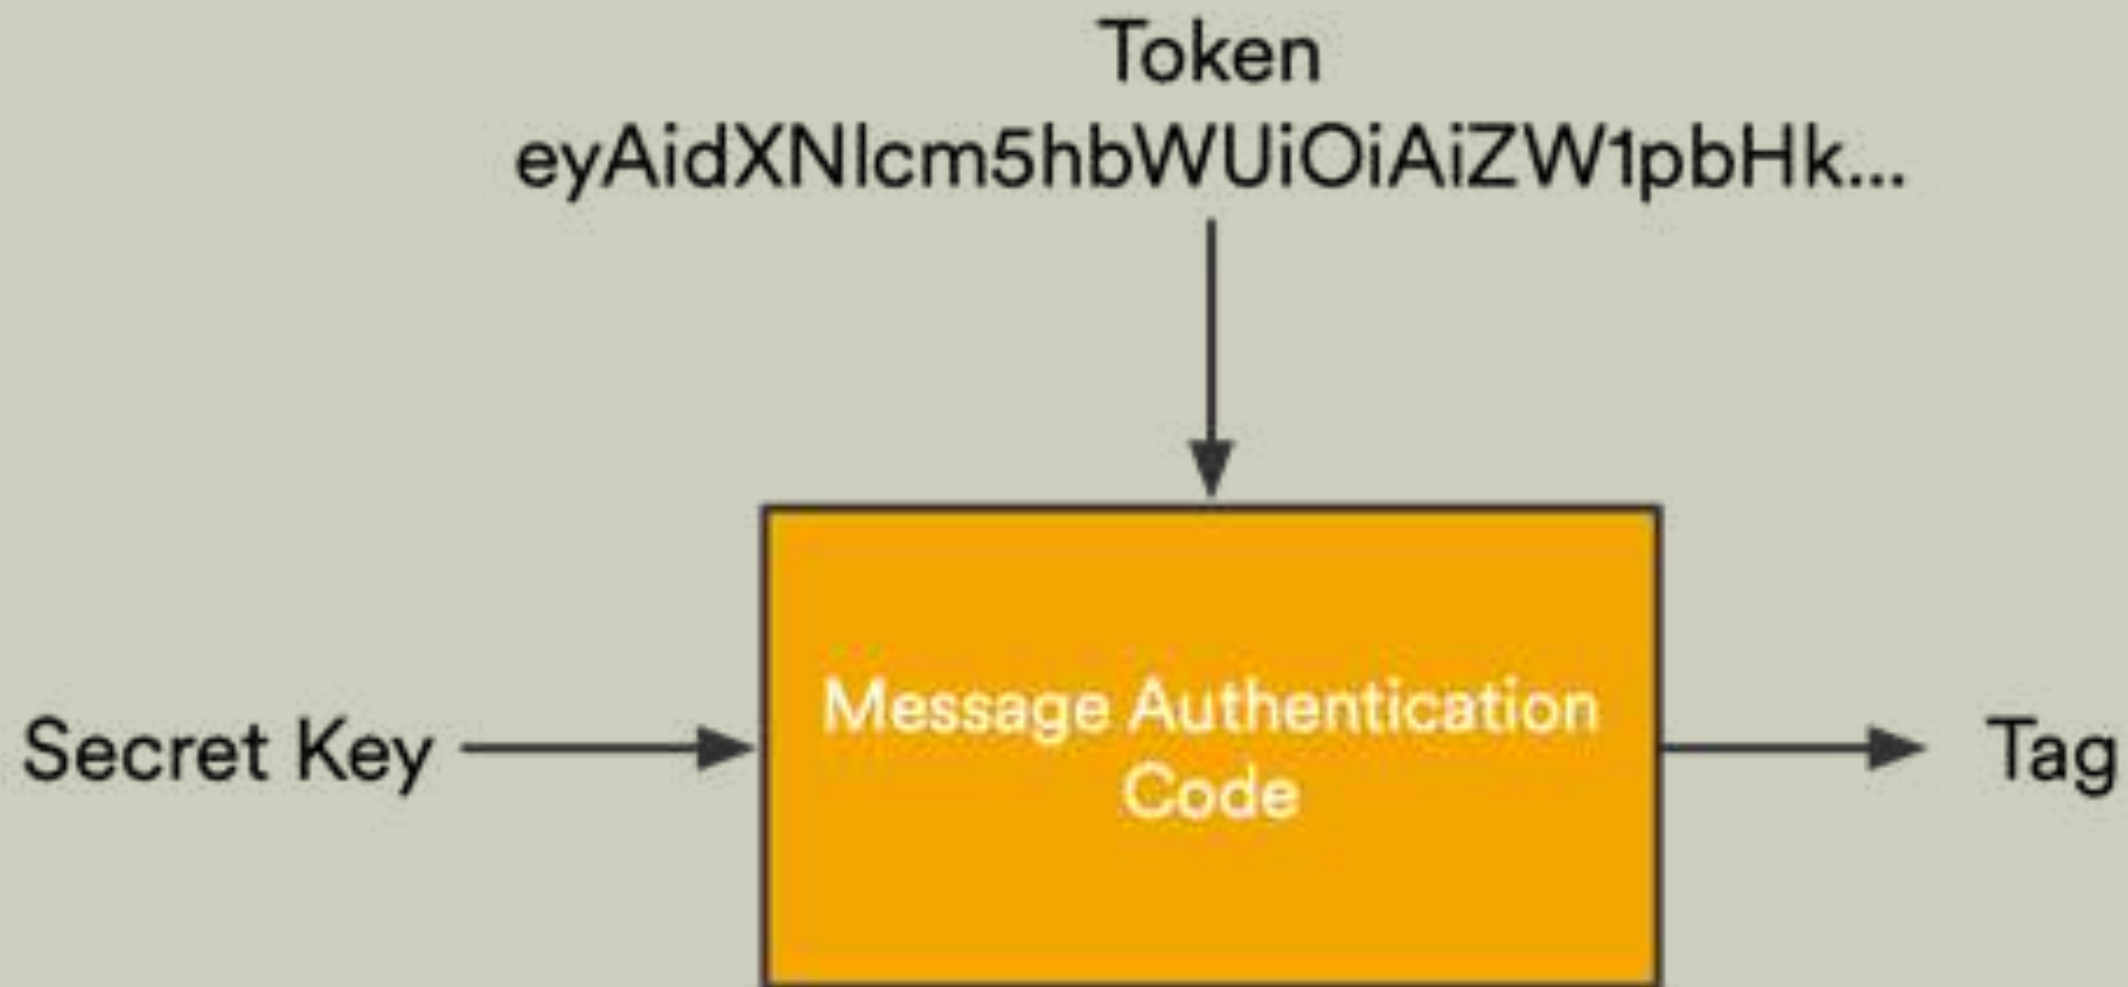 Token
eyAidXNlcm5hbWUiOiAiZW1pbHk...
Secret Key
Message Authentication
Code
Tag